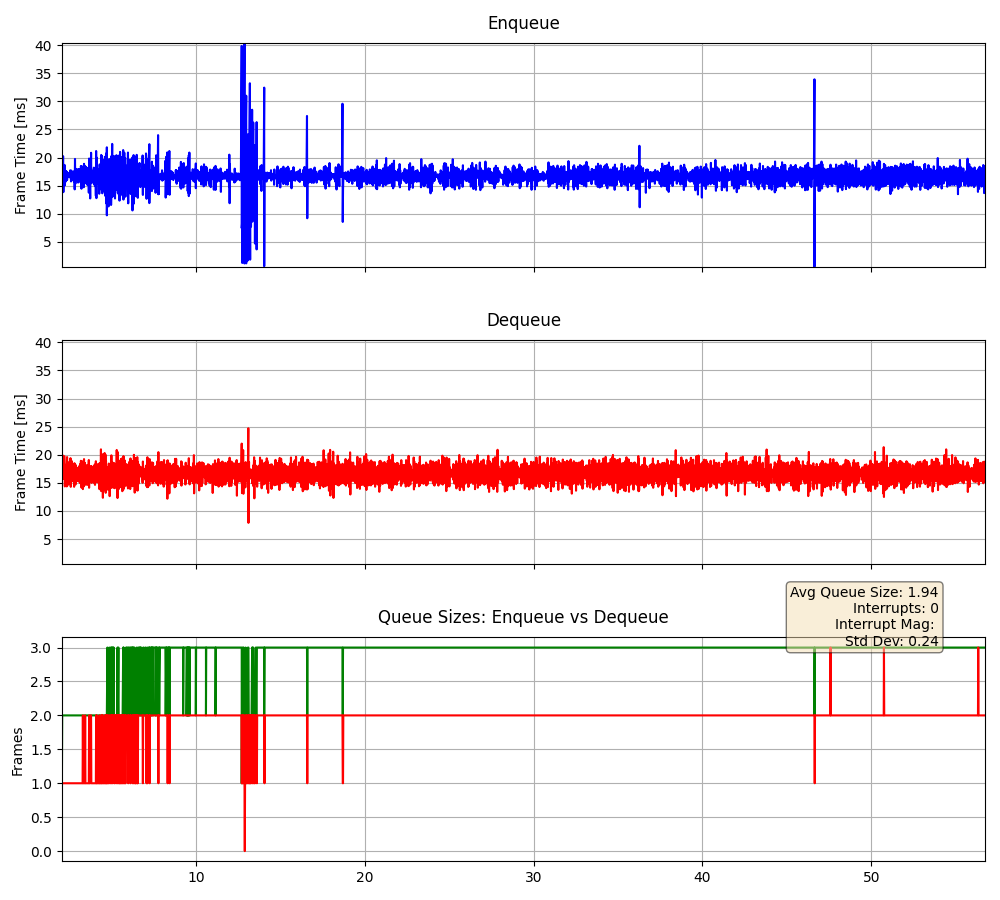 Enqueue
Frame Time [ms]
40
35
30
25
20
15
10
5
Dequeue
Frame Time [ms]
40
35
30
25
20
15
10
5
Avg Queue Size: 1.94
Interrupts: 0
Interrupt Mag:
Std Dev: 0.24
Queue Sizes: Enqueue vs Dequeue
Frames
3.0
2.5
2.0
1.5
1.0
0.5
0.0
10 20 30 40 50